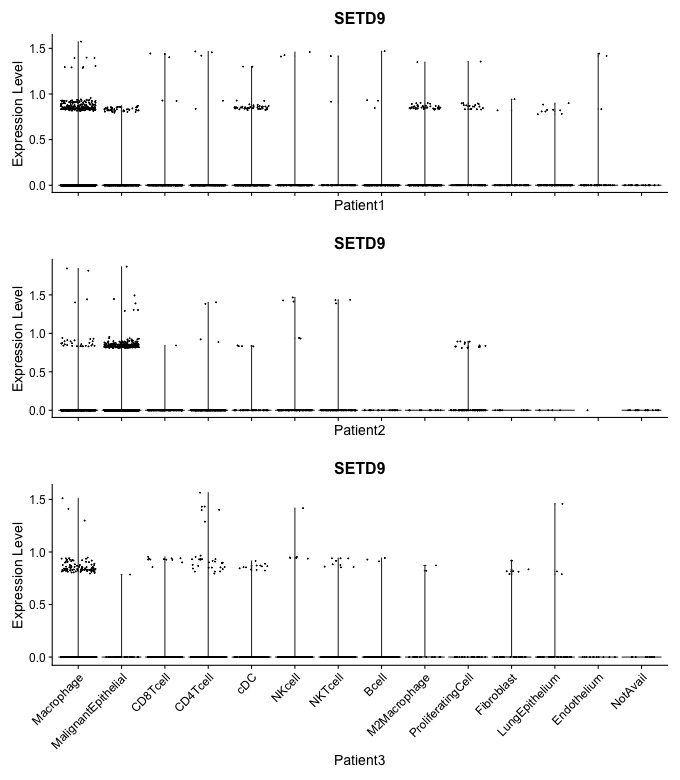 SETD9
Expression Level
1.5
1.0
0.5
0.0
Patient1
SETD9
Expression Level
1.5
1.0
0.5
0.0
Patient2
SETD9
Expression Level
1.5
1.0
0.5
0.0
Macrophage
MalignantEpithelial
CD8Tcell
CD4Tcell
cDC
NKcell
NKTcell
Bcell
M2Macrophage
ProliferatingCell
Fibroblast
LungEpithelium
Endothelium
NotAvail
Patient3